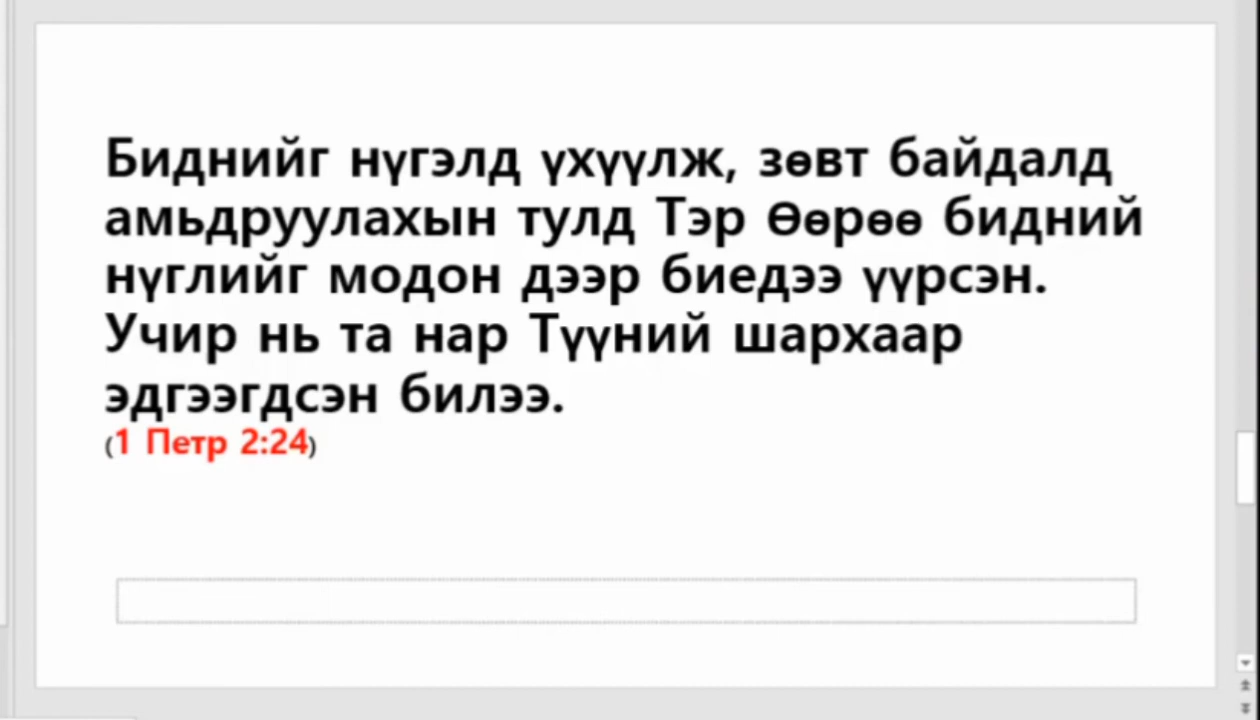 Биднийг нүгэлд үхүүлж, зөвт байдалд
амьдруулахын тулд Тэр Өөрөө бидний
нүглийг модон дээр биедээ үүрсэн.
Учир нь та нар Түүний шархаар
эдгээгдсэн билээ.
(1 Петр 2:24)